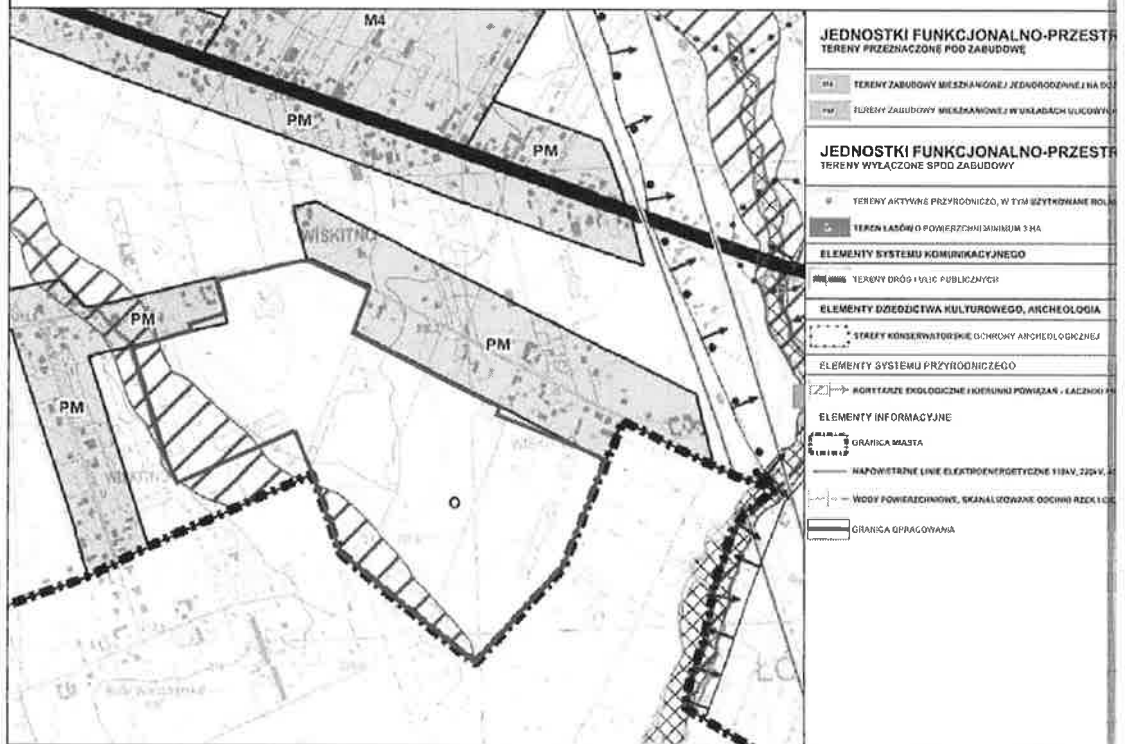 M4
PM
PM
WISKITNO
PM
PM
PM
O
ŁÓ
JEDNOSTKI FUNKCJONALNO-PRZESTR
TERENY PRZEZNACZONE POD ZABUDOWĘ
M4 TERENY ZABUDOWY MIESZKANIOWEJ JEDNORODZINNEJ NA
PM TERENY ZABUDOWY MIESZKANIOWEJ W UKŁADACH ULICOWYCH
JEDNOSTKI FUNKCJONALNO-PRZESTR
TERENY WYŁĄCZONE SPOD ZABUDOWY
TERENY AKTYWNE PRZYRODNICZO, W TYM UŻYTKOWANE
TEREN LASÓW O POWIERZCHNI MINIMUM 3 HA
ELEMENTY SYSTEMU KOMUNIKACYJNEGO
TERENY DRÓG I ULIC PUBLICZNYCH
ELEMENTY DZIEDZICTWA KULTUROWEGO, ARCHEOLOGIA
STREFY KONSERWATORSKIE OCHRONY ARCHEOLOGICZNEJ
ELEMENTY SYSTEMU PRZYRODNICZEGO
KORYTARZE EKOLOGICZNE I KIERUNKI POWIĄZAŃ - ŁĄCZNIKI
ELEMENTY INFORMACYJNE
GRANICA MIASTA
NAPOWIETRZNE LINIE ELEKTROENERGETYCZNE 110kV, 220kV,
WODY POWIERZCHNIOWE, SKANALIZOWANE ODCINKI RZEK I
GRANICA OPRACOWANIA